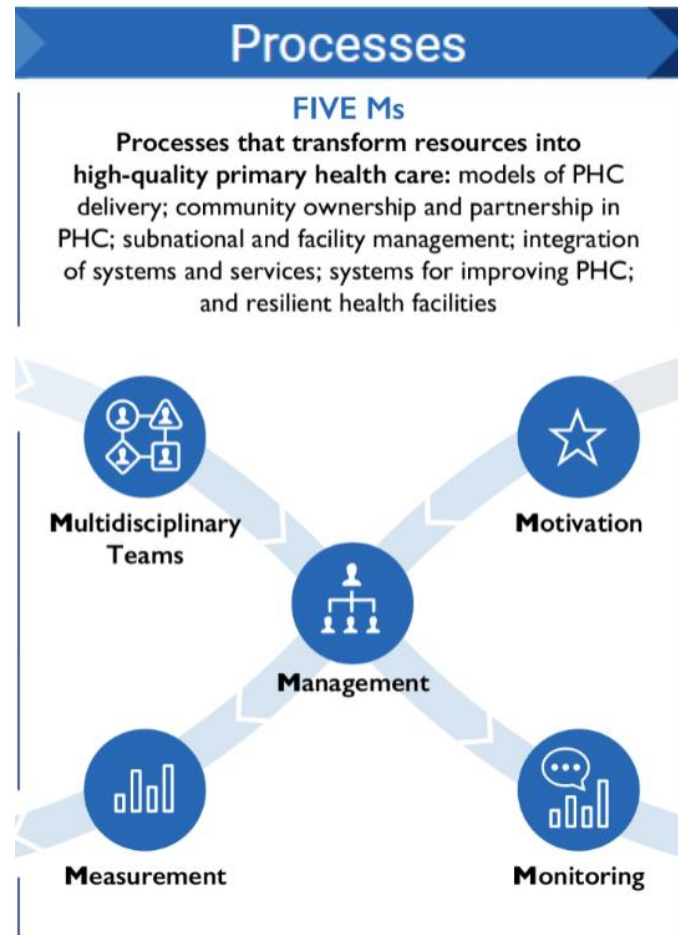 Processes
FIVE Ms
Processes that transform resources into
high-quality primary health care: models of PHC
delivery; community ownership and partnership in
PHC; subnational and facility management; integration
of systems and services; systems for improving PHC;
and resilient health facilities
Multidisciplinary
Teams
Motivation
Management
Measurement
Monitoring